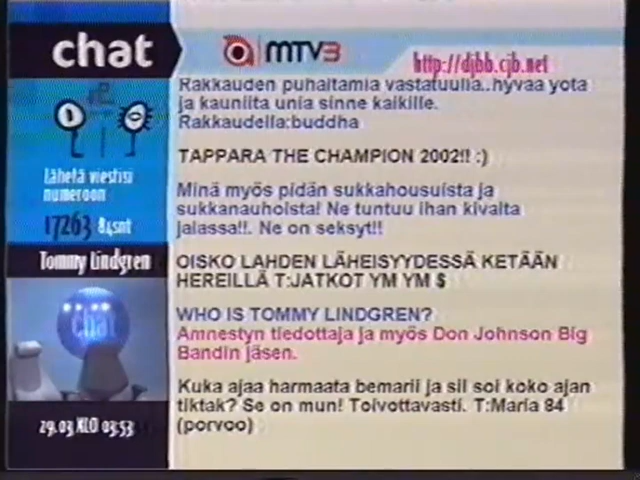 chat
MTV3
http://djbb.cjb.net
Rakkauden puhaltamia vastatuulia..hyvaa yota
ja kauniita unia sinne kaikille.
Rakkaudella:buddha
TAPPARA THE CHAMPION 2002!! :)
Minä myös pidän sukkahousuista ja
sukkanauhoista! Ne tuntuu ihan kivalta
jalassa!!. Ne on seksyt!!
OISKO LAHDEN LÄHEISYYDESSÄ KETÄÄN
HEREILLÄ T:JATKOT YM YM $
WHO IS TOMMY LINDGREN?
Amnestyn tiedottaja ja myös Don Johnson Big
Bandin jäsen.
Kuka ajaa harmaata bemarii ja sil soi koko ajan
tiktak? Se on mun! Toivottavasti. T:Maria 84
(porvoo)
Lähetä viestisi
numeroon
17263 84snt
Tommy Lindgren
chat
29.03 KLO 03:53